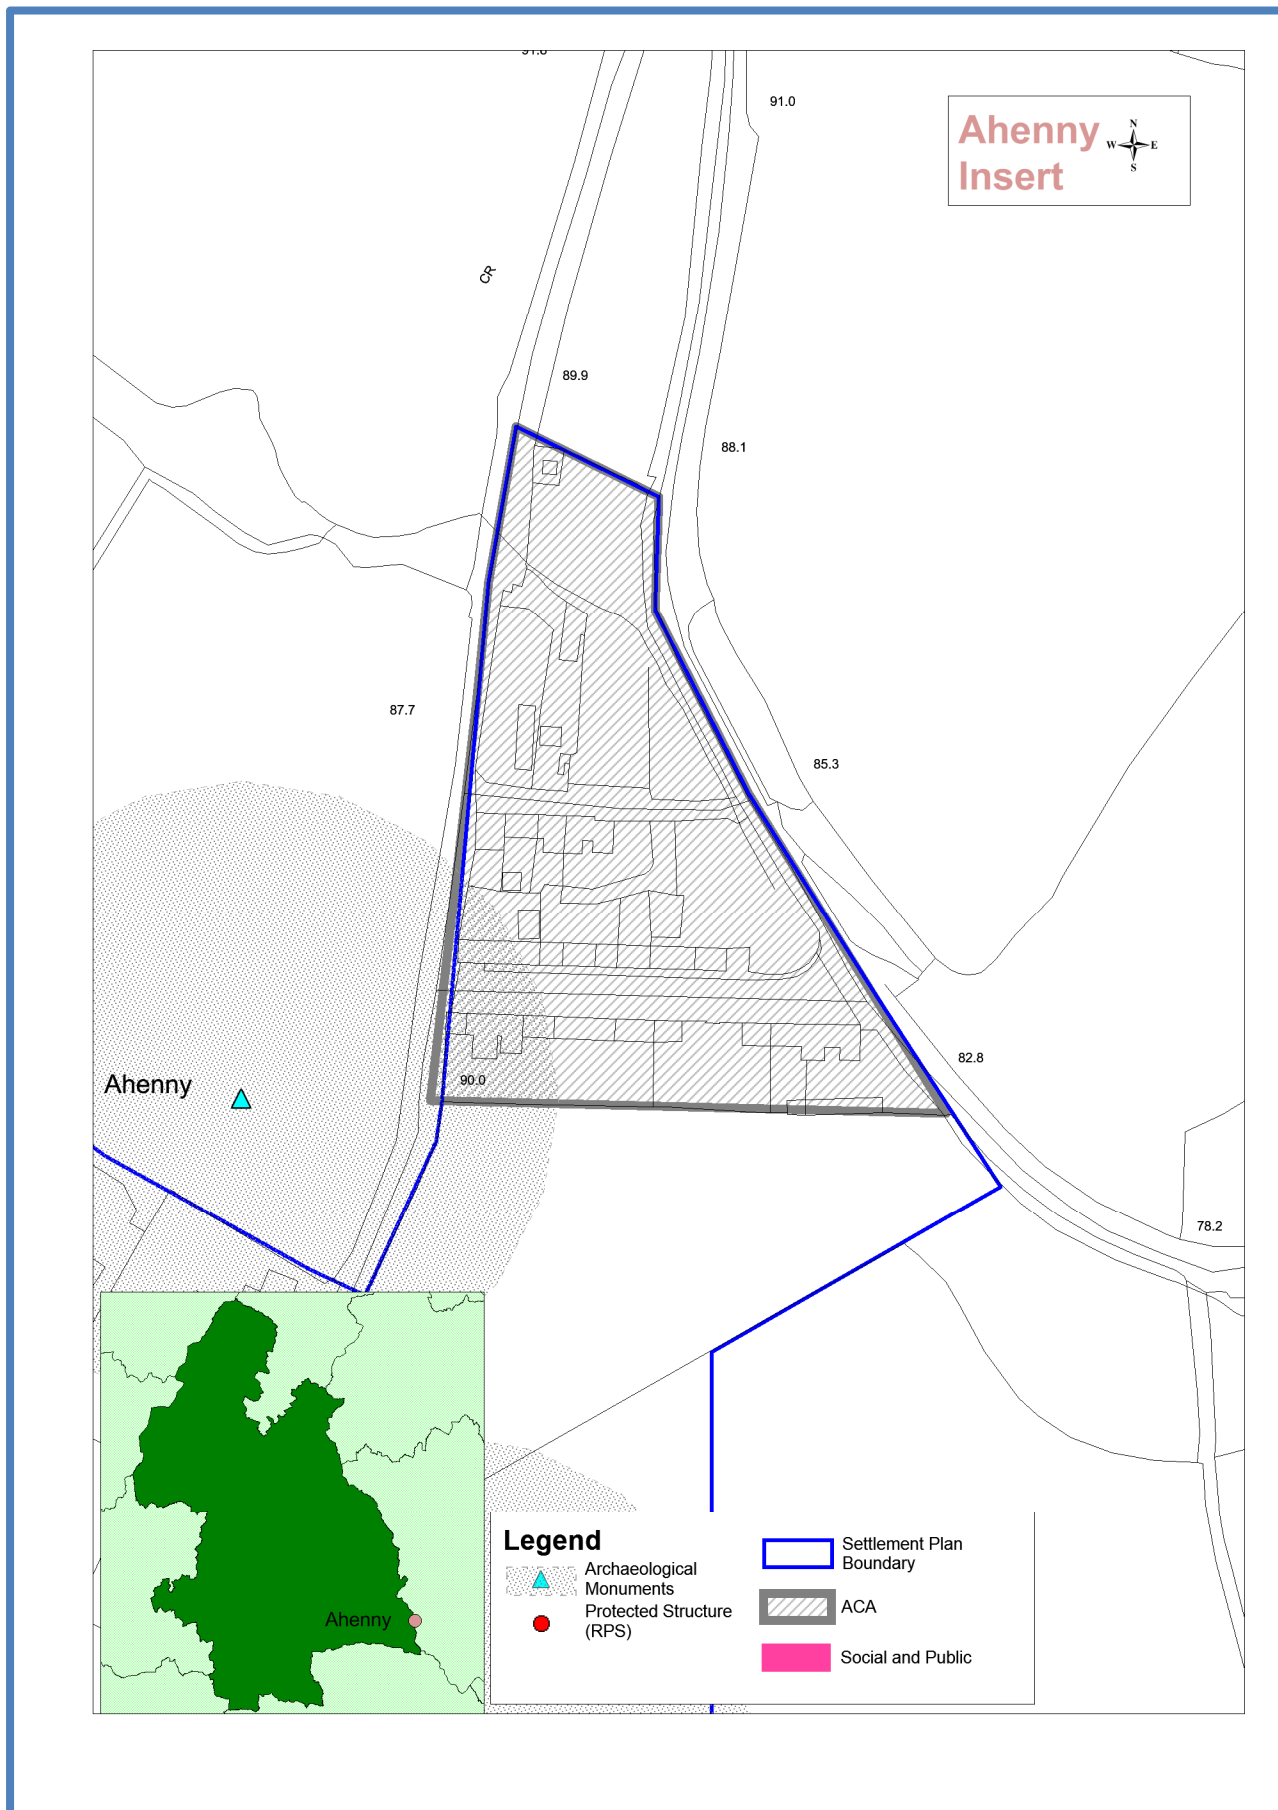 91.0
Ahenny
Insert
N
W E
S
CR
89.9
88.1
87.7
85.3
82.8
90.0
Ahenny
78.2
Ahenny
Legend
Archaeological
Monuments
Protected Structure
(RPS)
Settlement Plan
Boundary
ACA
Social and Public